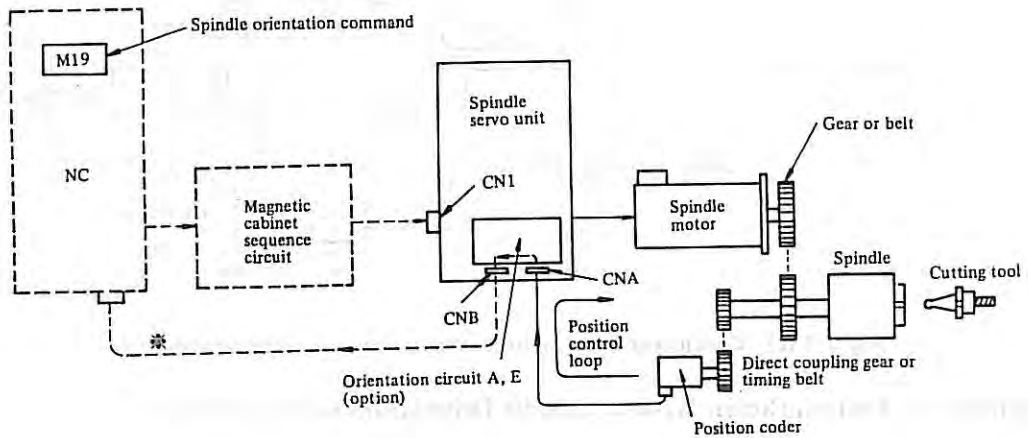 Spindle orientation command
M19
NC
Magnetic
cabinet
sequence
circuit
Spindle
servo unit
CN1
CNA
CNB
Orientation circuit A, E
(option)
Position
control
loop
Spindle
motor
Gear or belt
Spindle
Cutting tool
Direct coupling gear or
timing belt
Position coder
※